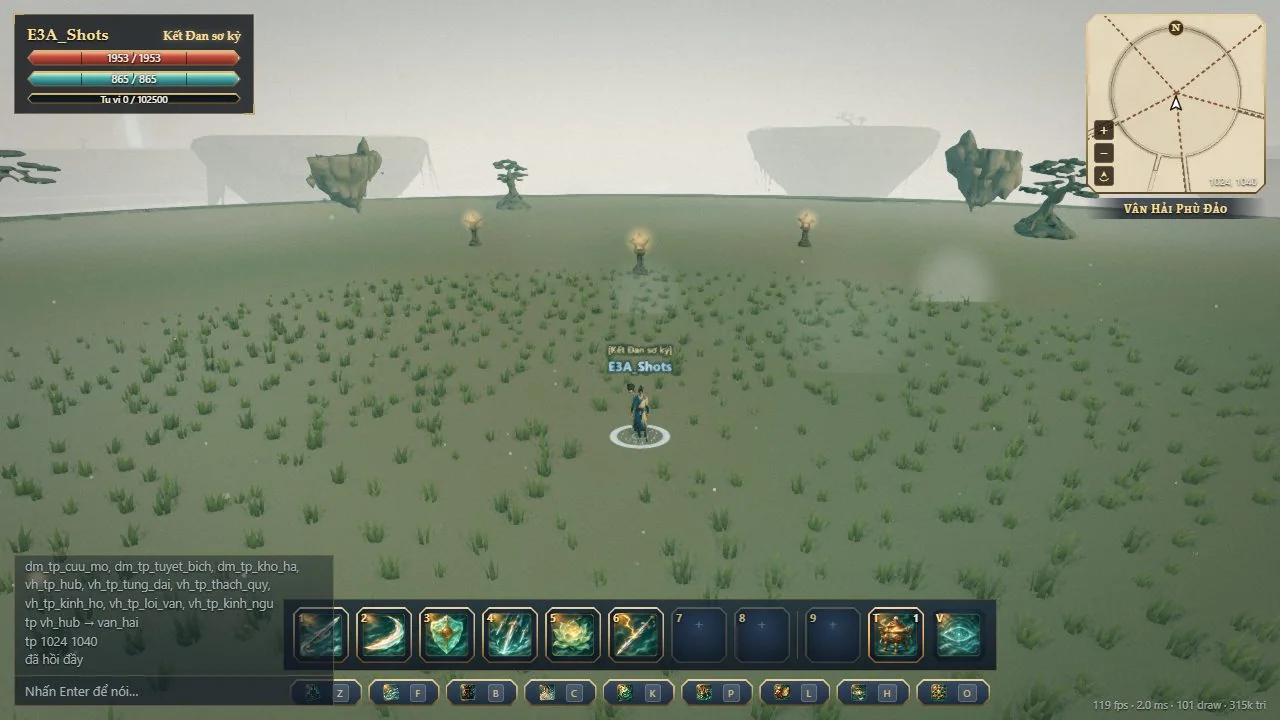 E3A_Shots
Kết Đan sơ kỳ
1953 / 1953
865 / 865
Tu vi 0 / 102500
N
+
−
1024, 1040
Vân Hải Phù Đảo
[Kết Đan sơ kỳ]
E3A_Shots
dm_tp_cuu_mo, dm_tp_tuyet_bich, dm_tp_kho_ha,
vh_tp_hub, vh_tp_tung_dai, vh_tp_thach_quy,
vh_tp_kinh_ho, vh_tp_loi_van, vh_tp_kinh_ngu
tp vh_hub → van_hai
tp 1024 1040
đã hồi đầy
Nhấn Enter để nói...
1 2 3 4 5 6 7 8 9 T 1 V
Z F B C K P L H O
119 fps · 2.0 ms · 101 draw · 315k tri